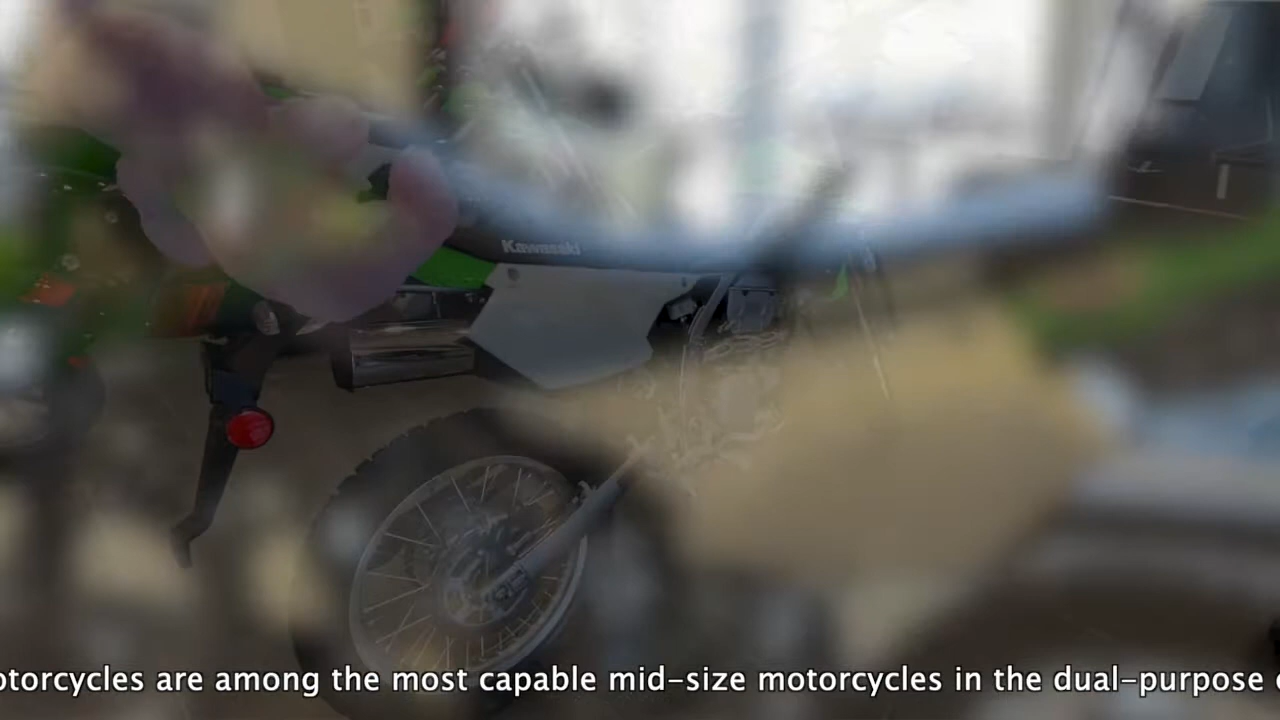 Kawasaki
otorcycles are among the most capable mid-size motorcycles in the dual-purpose